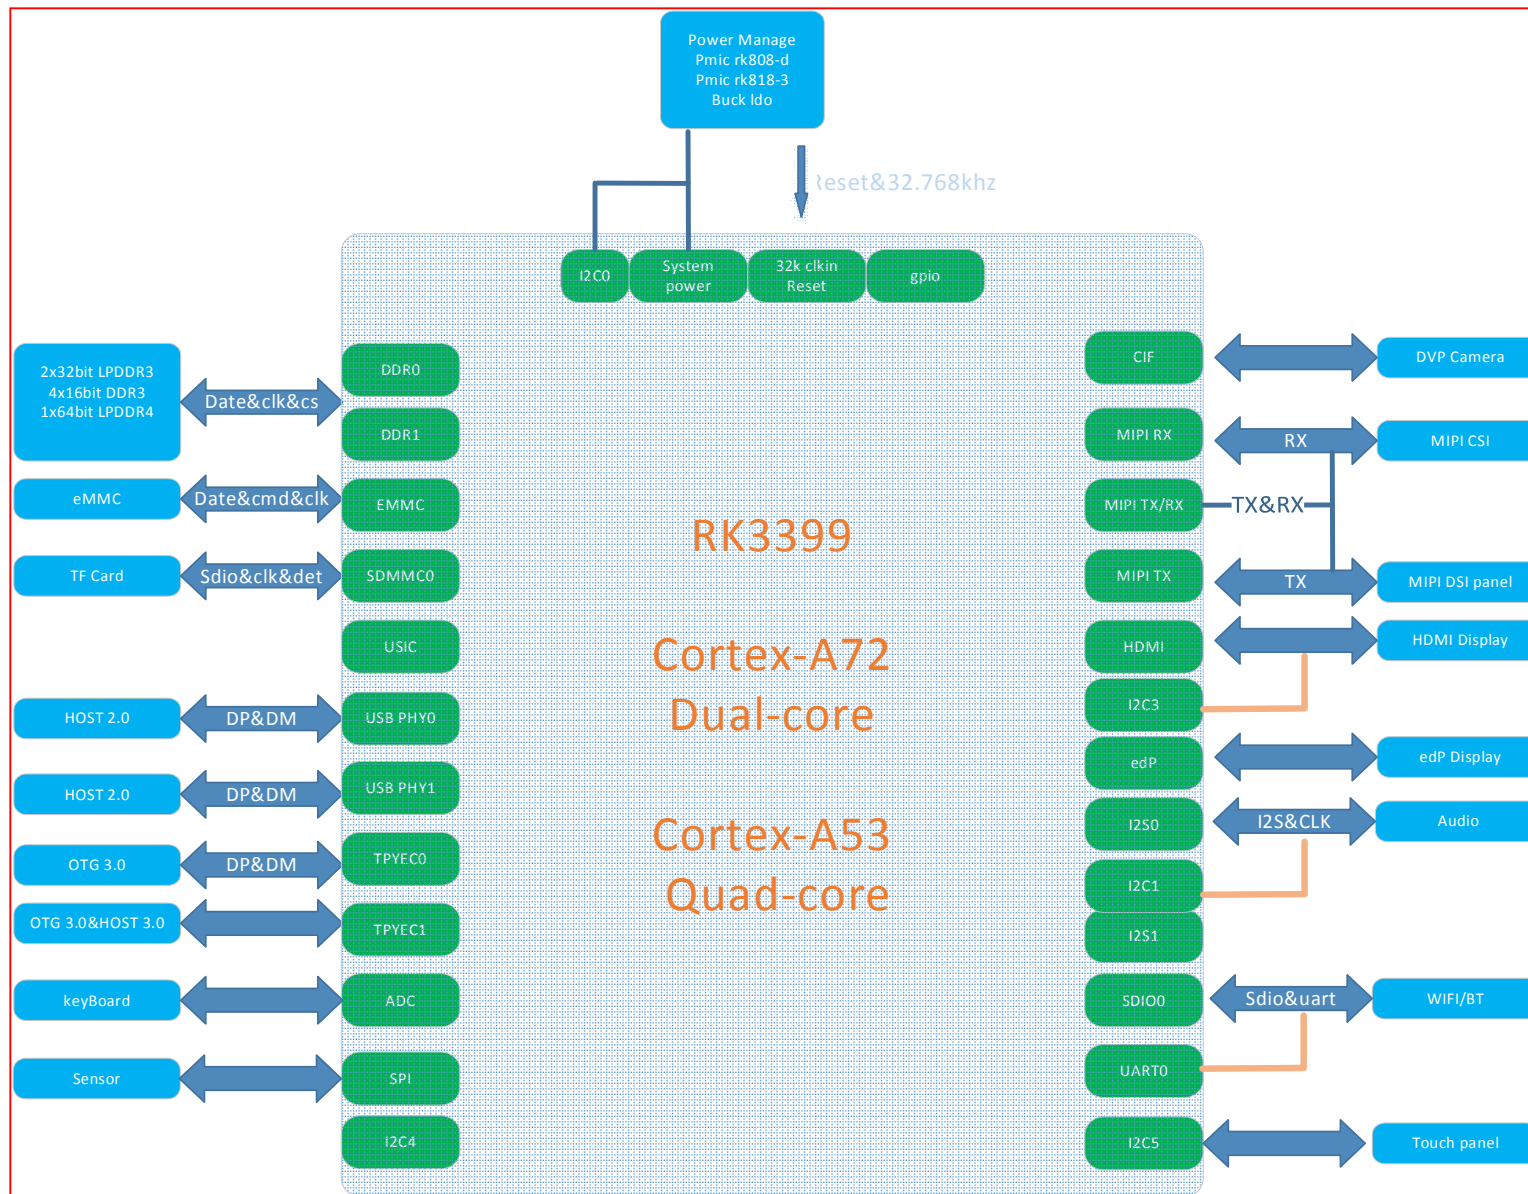 Power Manage
Pmic rk808-d
Pmic rk818-3
Buck ldo
Reset&32.768khz
I2C0
System
power
32k clkin
Reset
gpio
2x32bit LPDDR3
4x16bit DDR3
1x64bit LPDDR4
Date&clk&cs
DDR0
DDR1
eMMC
Date&cmd&clk
EMMC
TF Card
Sdio&clk&det
SDMMC0
USIC
HOST 2.0
DP&DM
USB PHY0
HOST 2.0
DP&DM
USB PHY1
OTG 3.0
DP&DM
TPYEC0
OTG 3.0&HOST 3.0
TPYEC1
keyBoard
ADC
Sensor
SPI
I2C4
RK3399
Cortex-A72
Dual-core
Cortex-A53
Quad-core
CIF
DVP Camera
MIPI RX
RX
MIPI CSI
MIPI TX/RX
TX&RX
MIPI TX
TX
MIPI DSI panel
HDMI
HDMI Display
I2C3
edP
edP Display
I2S0
I2S&CLK
Audio
I2C1
I2S1
SDIO0
Sdio&uart
WIFI/BT
UART0
I2C5
Touch panel